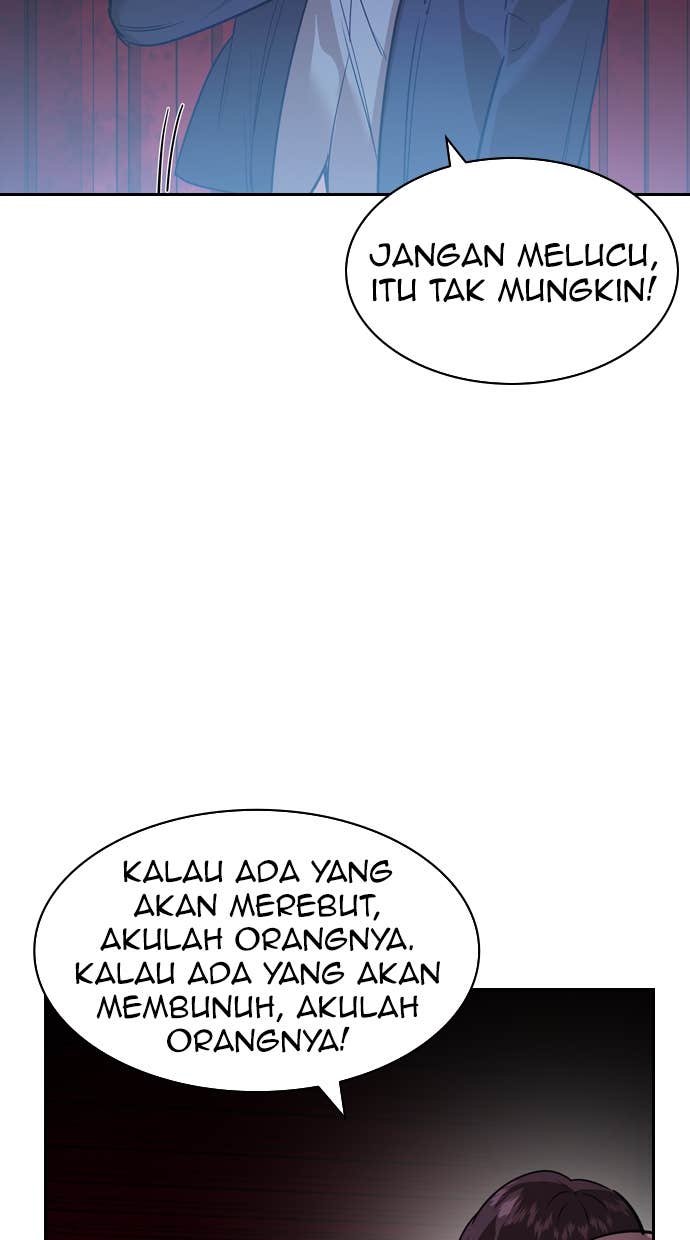 JANGAN MELUCU,
ITU TAK MUNGKIN!
KALAU ADA YANG
AKAN MEREBUT,
AKULAH ORANGNYA.
KALAU ADA YANG AKAN
MEMBUNUH, AKULAH
ORANGNYA!